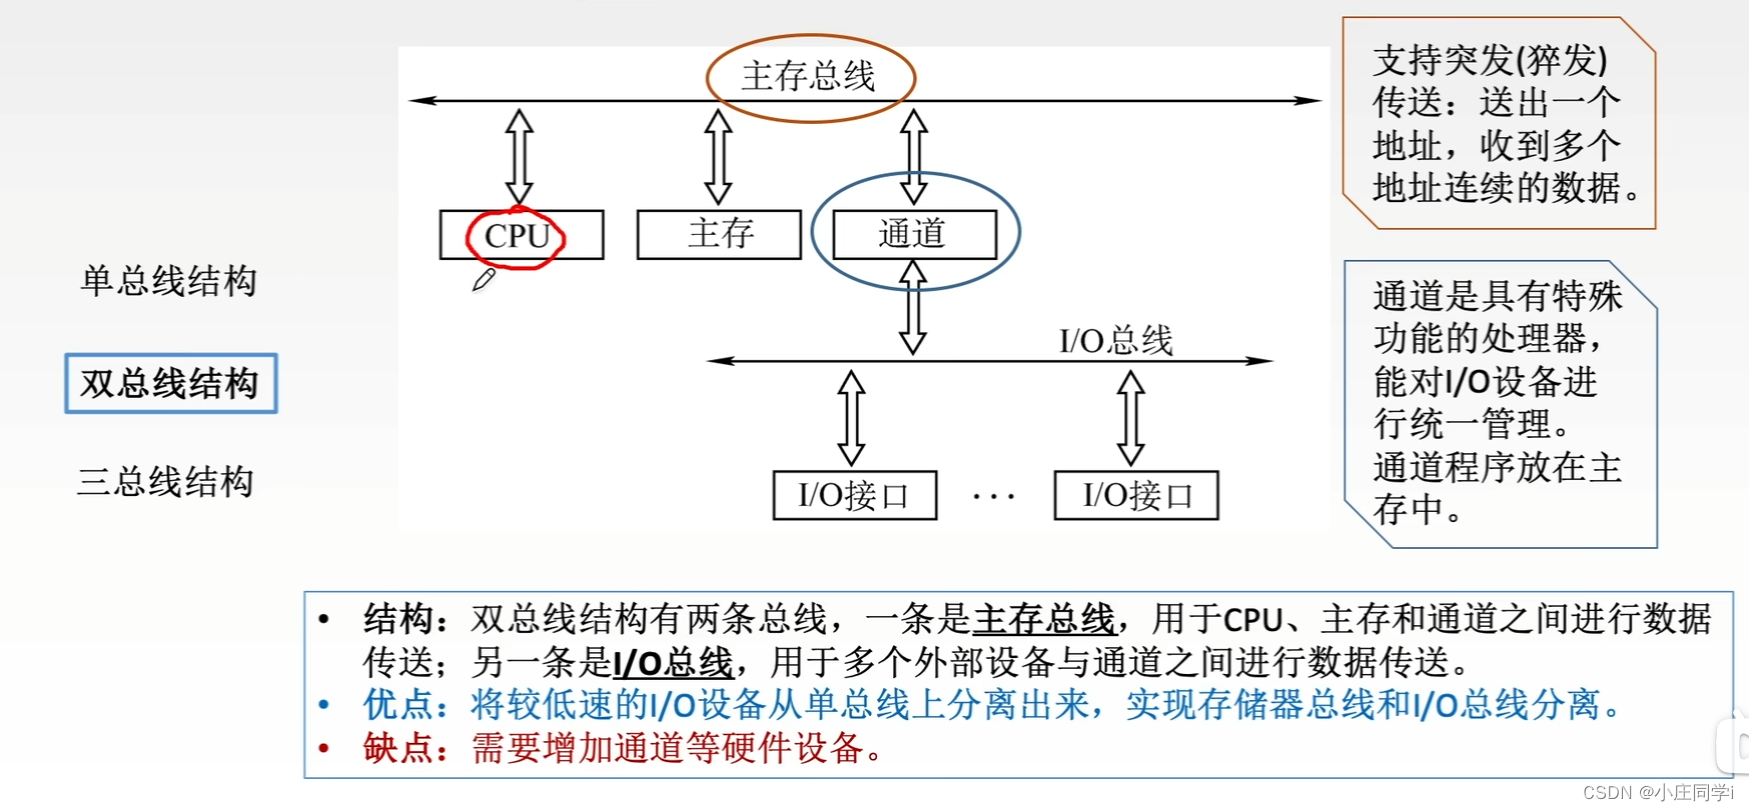 主存总线
CPU
主存
通道
I/O总线
I/O接口
···
I/O接口
单总线结构
双总线结构
三总线结构
支持突发(猝发)
传送：送出一个
地址，收到多个
地址连续的数据。
通道是具有特殊
功能的处理器，
能对I/O设备进
行统一管理。
通道程序放在主
存中。
• 结构：双总线结构有两条总线，一条是主存总线，用于CPU、主存和通道之间进行数据
传送；另一条是I/O总线，用于多个外部设备与通道之间进行数据传送。
• 优点：将较低速的I/O设备从单总线上分离出来，实现存储器总线和I/O总线分离。
• 缺点：需要增加通道等硬件设备。
CSDN @小庄同学i